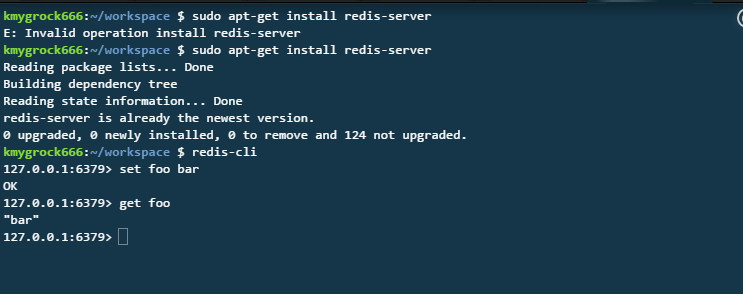 kmygrock666:~/workspace $ sudo apt-get install redis-server
E: Invalid operation install redis-server
kmygrock666:~/workspace $ sudo apt-get install redis-server
Reading package lists... Done
Building dependency tree
Reading state information... Done
redis-server is already the newest version.
0 upgraded, 0 newly installed, 0 to remove and 124 not upgraded.
kmygrock666:~/workspace $ redis-cli
127.0.0.1:6379> set foo bar
OK
127.0.0.1:6379> get foo
"bar"
127.0.0.1:6379>